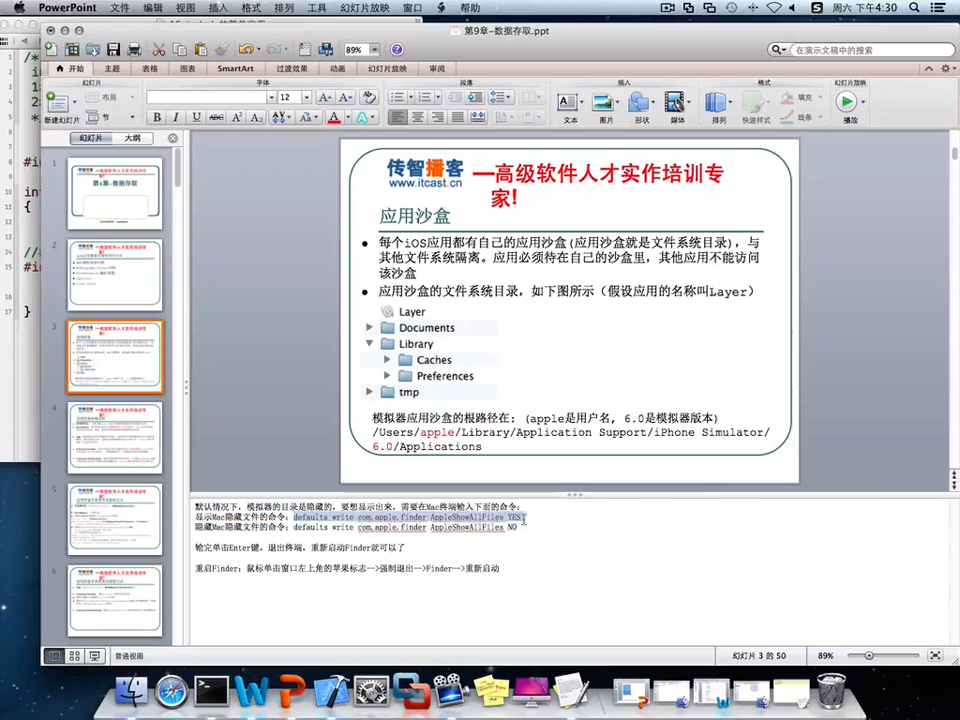 PowerPoint 文件 编辑 视图 插入 格式 排列 工具 幻灯片放映 窗口 帮助 周六 下午4:30
第9章-数据存取.ppt
89%
在演示文稿中的搜索
开始 主题 表格 图表 SmartArt 过渡效果 动画 幻灯片放映 审阅
幻灯片 字体 段落 插入 格式 幻灯片放映
新建幻灯片 布局 节 12 文本 图片 形状 媒体 排列 快速样式 填充 线条 播放
B I U ABC A² A₂
幻灯片 大纲
1
第9章-数据存取
2
3
4
5
6
传智播客
www.itcast.cn
—高级软件人才实作培训专
家!
应用沙盒
● 每个iOS应用都有自己的应用沙盒(应用沙盒就是文件系统目录)，与
其他文件系统隔离。应用必须待在自己的沙盒里，其他应用不能访问
该沙盒
● 应用沙盒的文件系统目录，如下图所示（假设应用的名称叫Layer）
Layer
Documents
Library
Caches
Preferences
tmp
模拟器应用沙盒的根路径在: (apple是用户名, 6.0是模拟器版本)
/Users/apple/Library/Application Support/iPhone Simulator/
6.0/Applications
默认情况下，模拟器的目录是隐藏的，要想显示出来，需要在Mac终端输入下面的命令:
显示Mac隐藏文件的命令: defaults write com.apple.finder AppleShowAllFiles YES
隐藏Mac隐藏文件的命令: defaults write com.apple.finder AppleShowAllFiles NO
输完单击Enter键，退出终端，重新启动Finder就可以了
重启Finder: 鼠标单击窗口左上角的苹果标志-->强制退出-->Finder-->重新启动
普通视图 幻灯片 3 的 50 89%